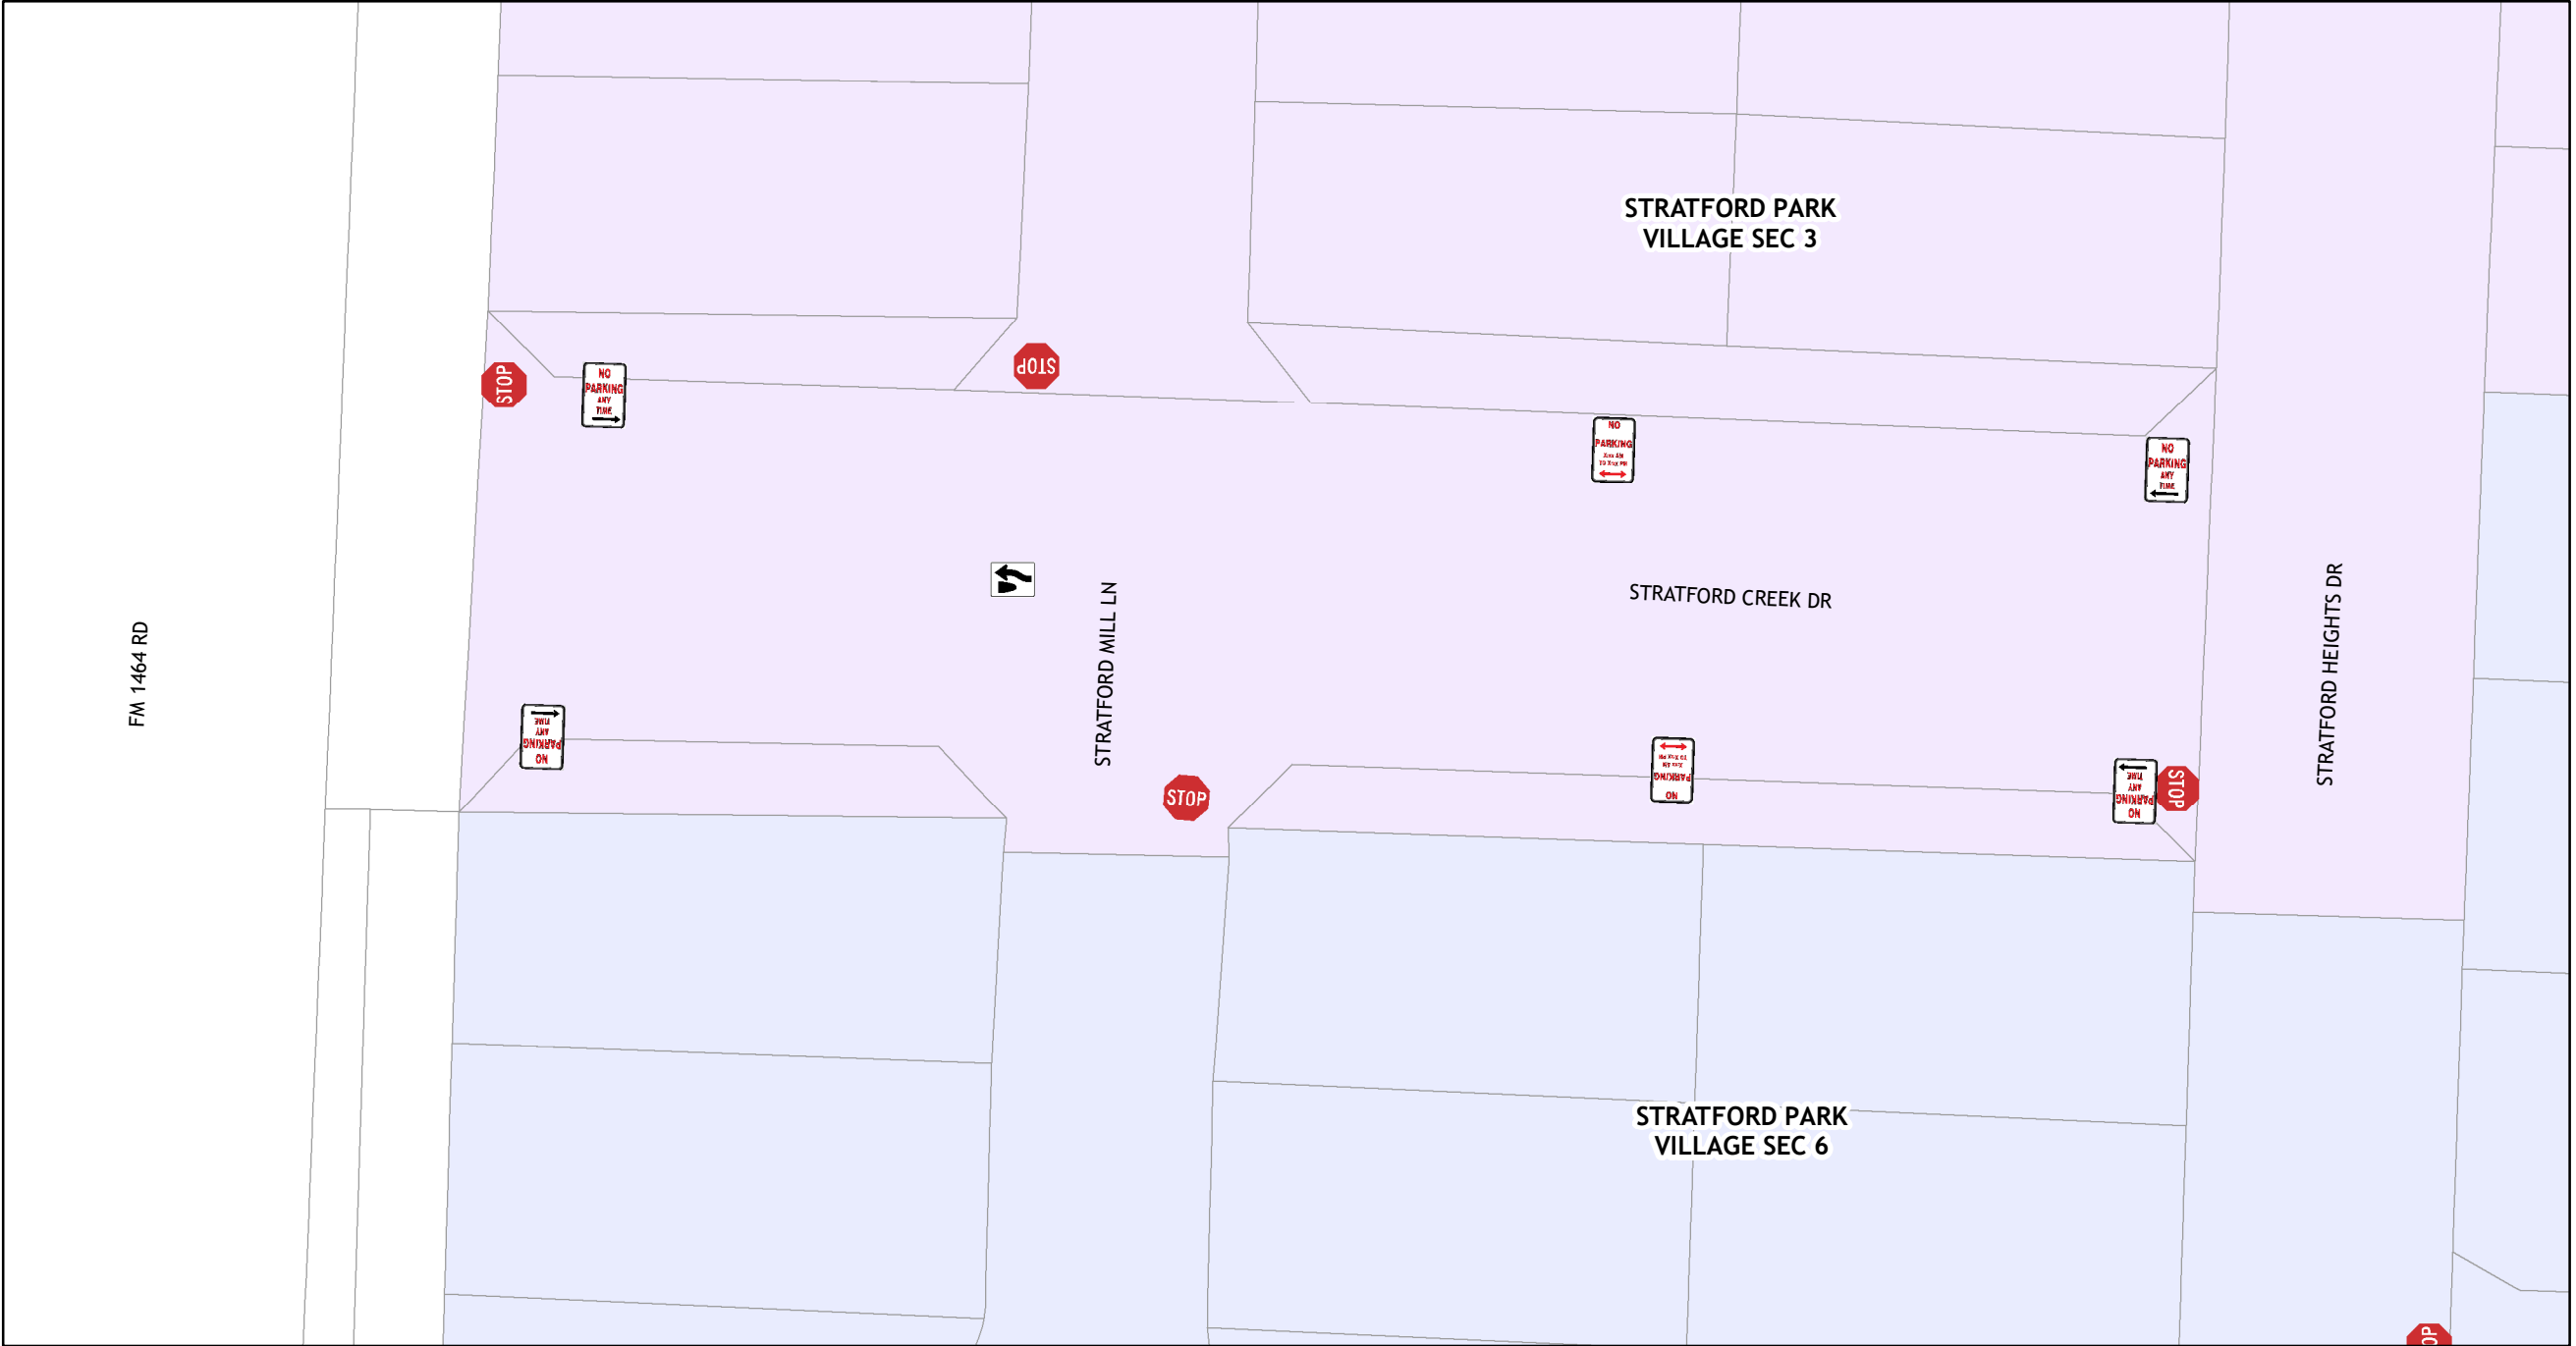 STRATFORD PARK
VILLAGE SEC 3
STOP
NO
PARKING
ANY
TIME
STOP
NO
PARKING
NO
PARKING
ANY
TIME
STRATFORD CREEK DR
STRATFORD MILL LN
STRATFORD HEIGHTS DR
FM 1464 RD
NO
PARKING
ANY
TIME
STOP
NO
PARKING
NO
PARKING
ANY
TIME
STOP
STRATFORD PARK
VILLAGE SEC 6
OP